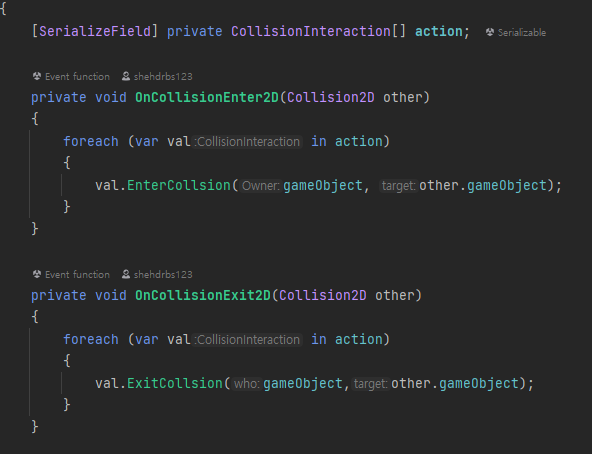 {
[SerializeField] private CollisionInteraction[] action; Serializable
Event function shehdrbs123
private void OnCollisionEnter2D(Collision2D other)
{
foreach (var val :CollisionInteraction in action)
{
val.EnterCollsion( Owner: gameObject, target: other.gameObject);
}
}
Event function shehdrbs123
private void OnCollisionExit2D(Collision2D other)
{
foreach (var val :CollisionInteraction in action)
{
val.ExitCollsion( who: gameObject, target: other.gameObject);
}
}